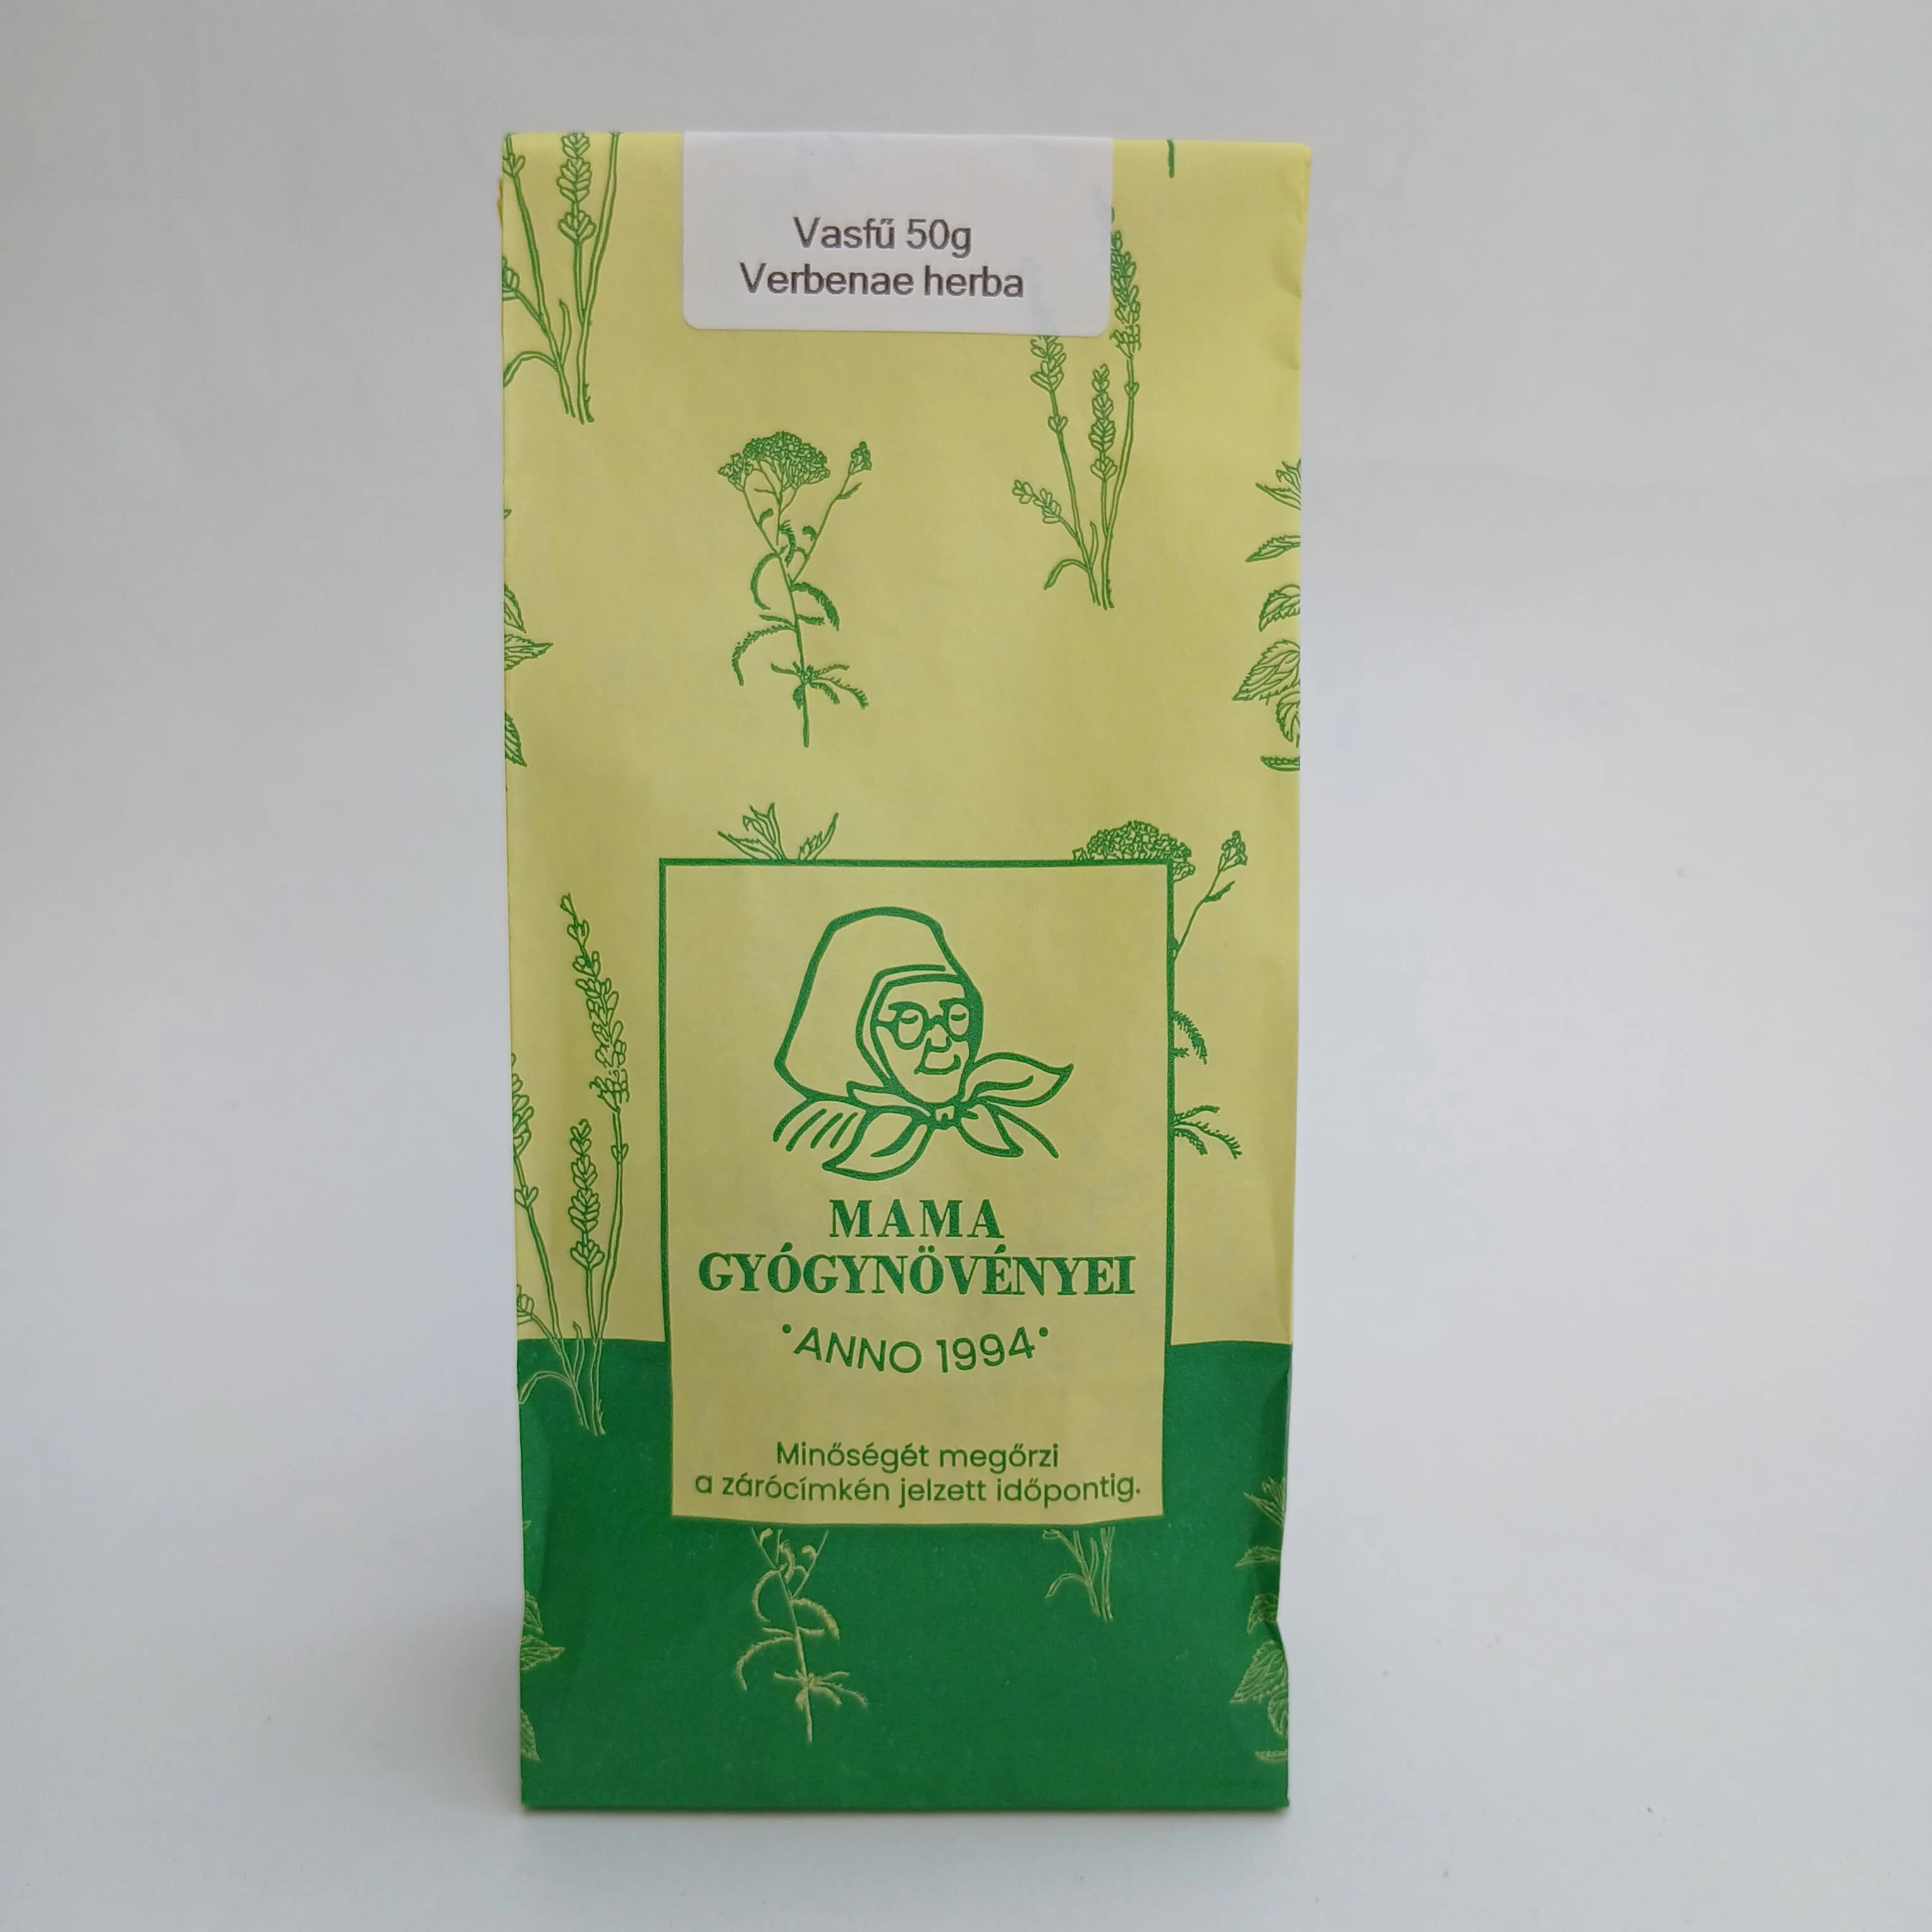 Vasfű 50g
Verbenae herba
MAMA
GYÓGYNÖVÉNYEI
•ANNO 1994•
Minőségét megőrzi
a zárócímkén jelzett időpontig.